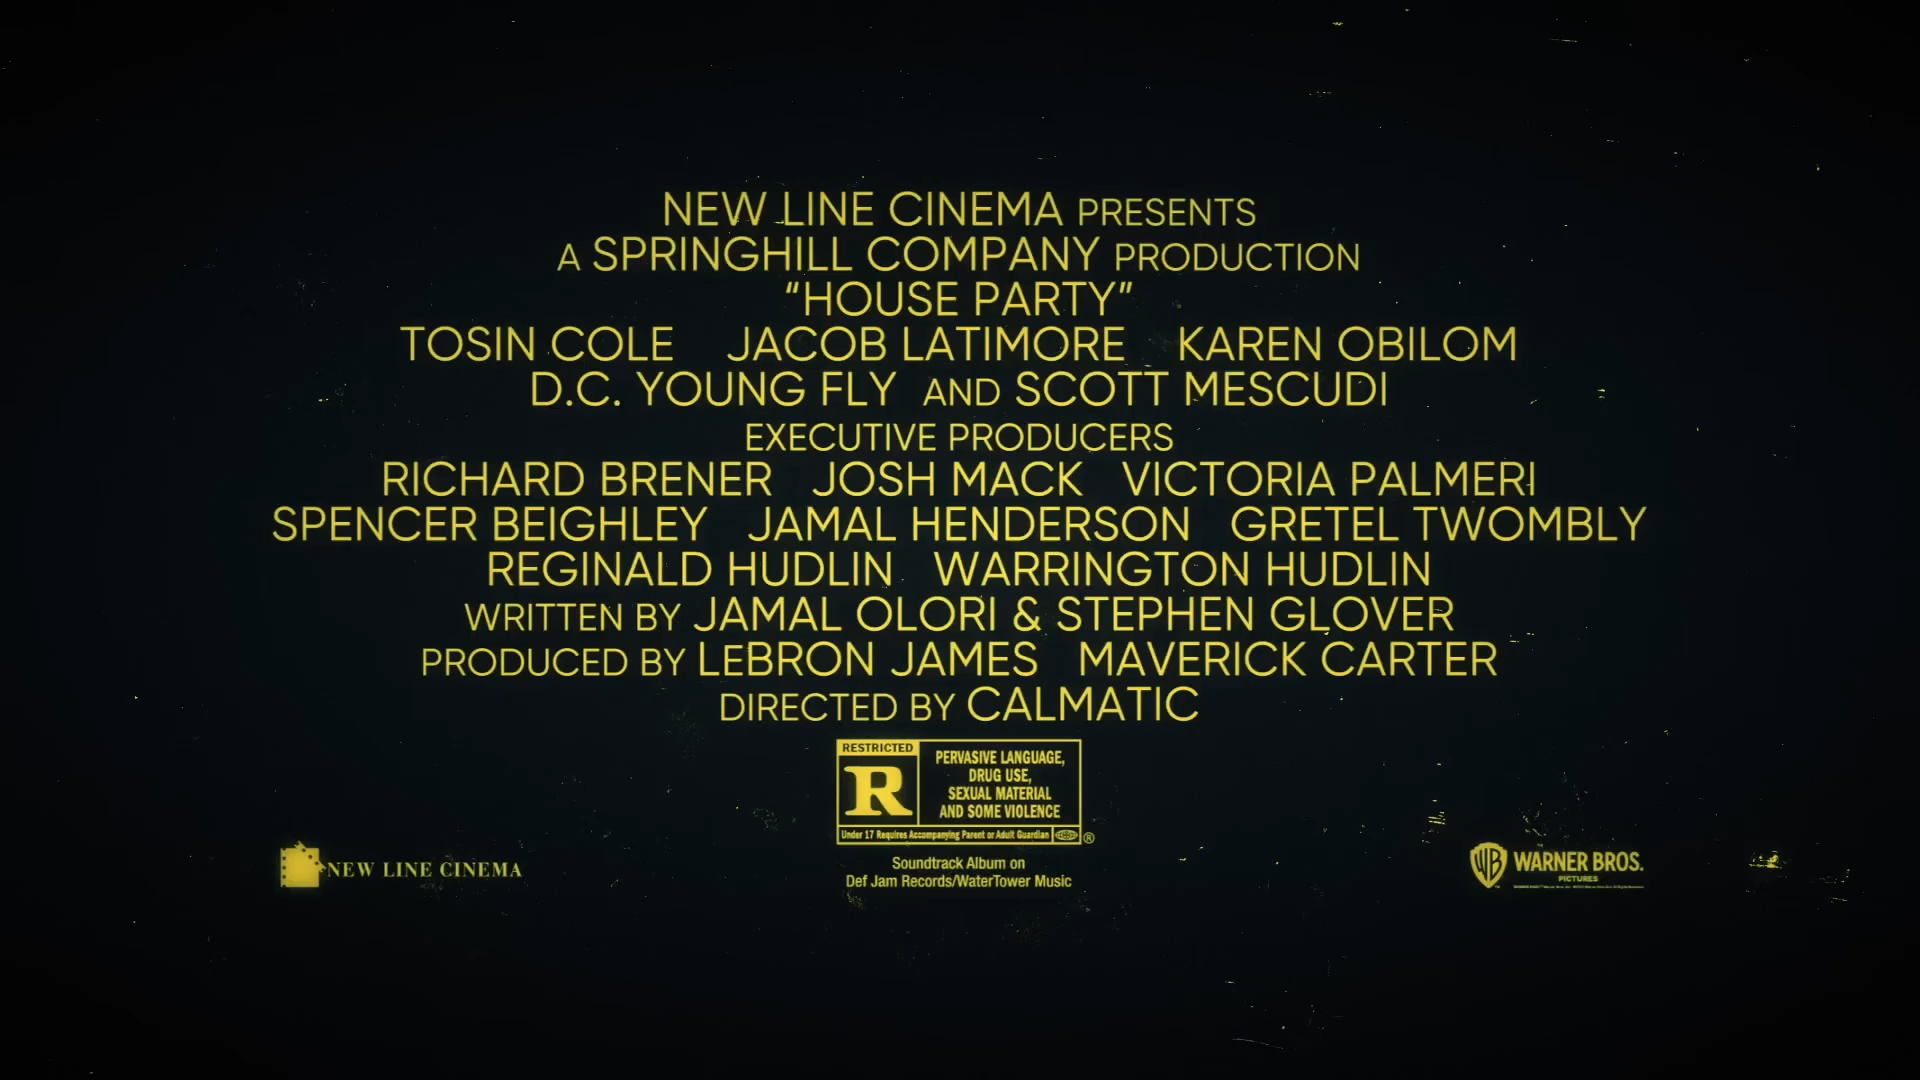 NEW LINE CINEMA PRESENTS
A SPRINGHILL COMPANY PRODUCTION
“HOUSE PARTY”
TOSIN COLE JACOB LATIMORE KAREN OBILOM
D.C. YOUNG FLY AND SCOTT MESCUDI
EXECUTIVE PRODUCERS
RICHARD BRENER JOSH MACK VICTORIA PALMERI
SPENCER BEIGHLEY JAMAL HENDERSON GRETEL TWOMBLY
REGINALD HUDLIN WARRINGTON HUDLIN
WRITTEN BY JAMAL OLORI & STEPHEN GLOVER
PRODUCED BY LEBRON JAMES MAVERICK CARTER
DIRECTED BY CALMATIC
RESTRICTED
R
PERVASIVE LANGUAGE,
DRUG USE,
SEXUAL MATERIAL
AND SOME VIOLENCE
Under 17 Requires Accompanying Parent or Adult Guardian ®
Soundtrack Album on
Def Jam Records/WaterTower Music
NEW LINE CINEMA
WB WARNER BROS.
PICTURES